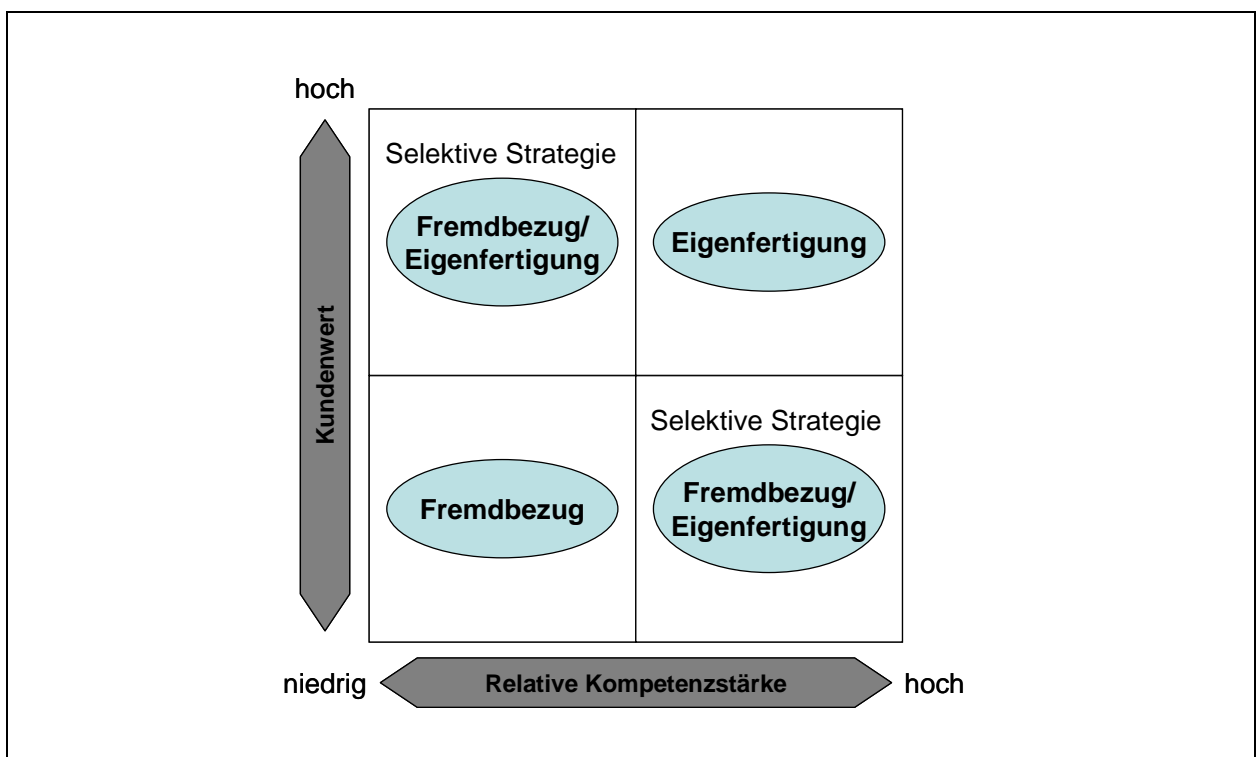 hoch
Selektive Strategie
Fremdbezug/
Eigenfertigung
Eigenfertigung
Kundenwert
Selektive Strategie
Fremdbezug
Fremdbezug/
Eigenfertigung
niedrig
Relative Kompetenzstärke
hoch